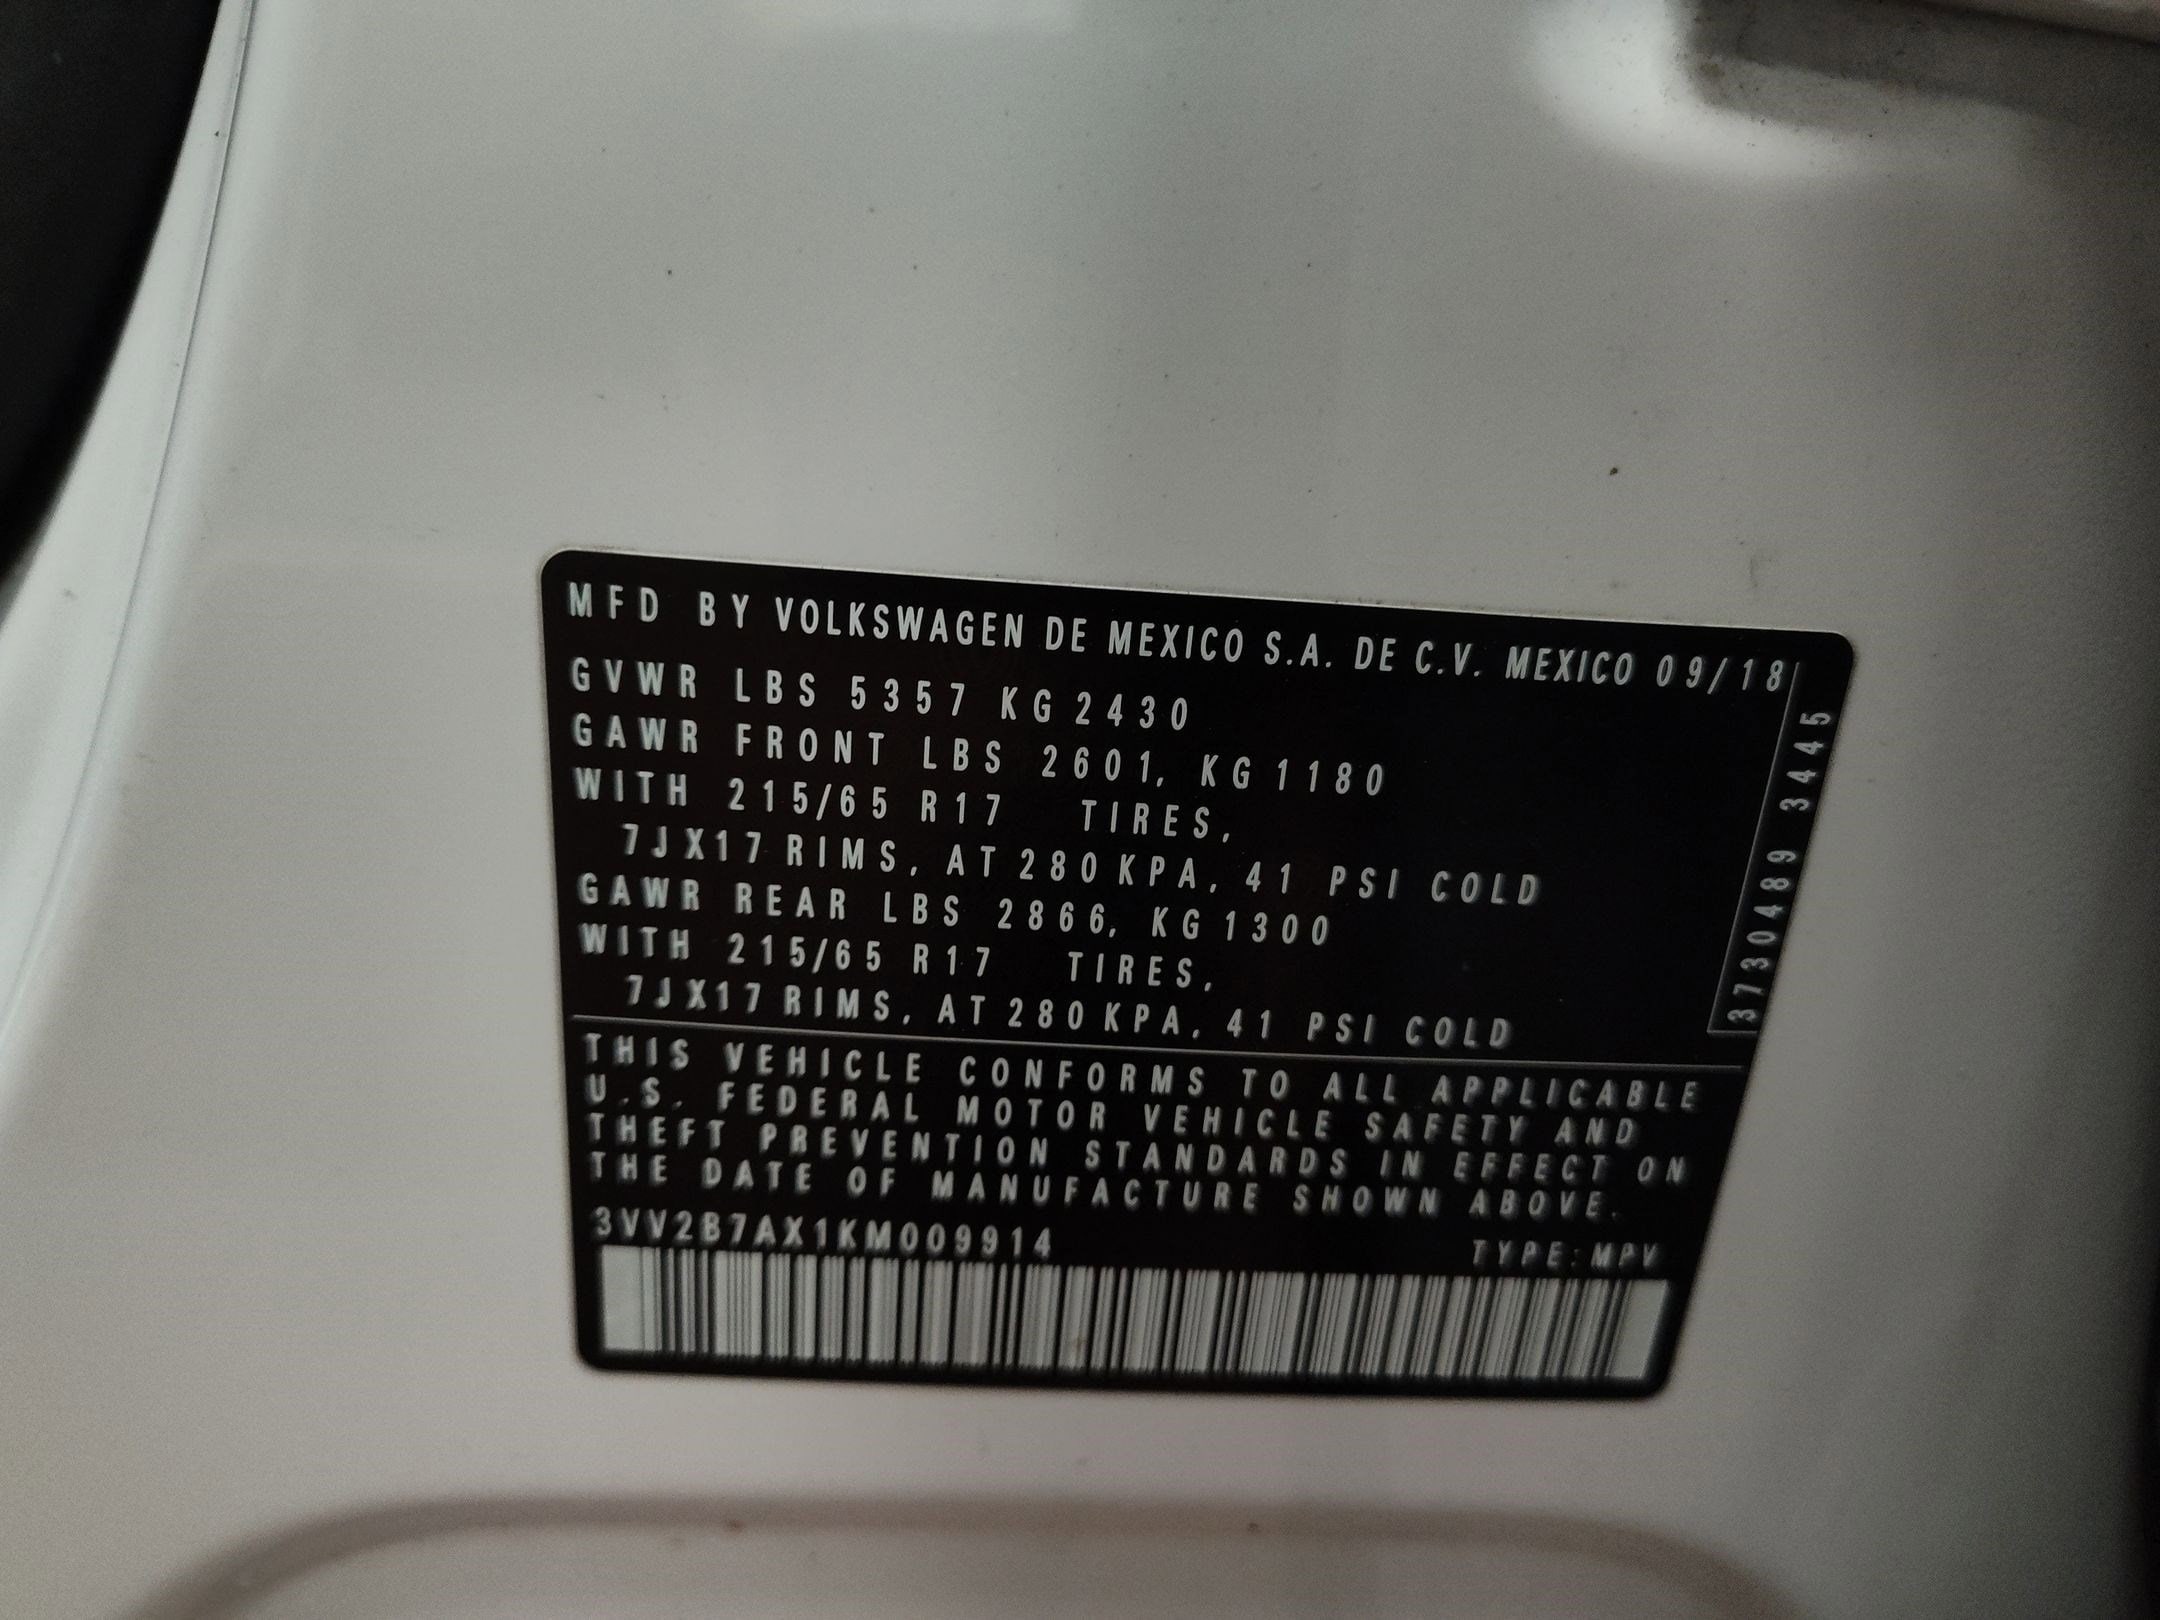 MFD BY VOLKSWAGEN DE MEXICO S.A. DE C.V. MEXICO 09/18
GVWR LBS 5357 KG 2430
GAWR FRONT LBS 2601, KG 1180
WITH 215/65 R17 TIRES,
7JX17 RIMS, AT 280 KPA, 41 PSI COLD
GAWR REAR LBS 2866, KG 1300
WITH 215/65 R17 TIRES,
7JX17 RIMS, AT 280 KPA, 41 PSI COLD
3730489 3445
THIS VEHICLE CONFORMS TO ALL APPLICABLE
U.S. FEDERAL MOTOR VEHICLE SAFETY AND
THEFT PREVENTION STANDARDS IN EFFECT ON
THE DATE OF MANUFACTURE SHOWN ABOVE.
3VV2B7AX1KM009914
TYPE: MPV